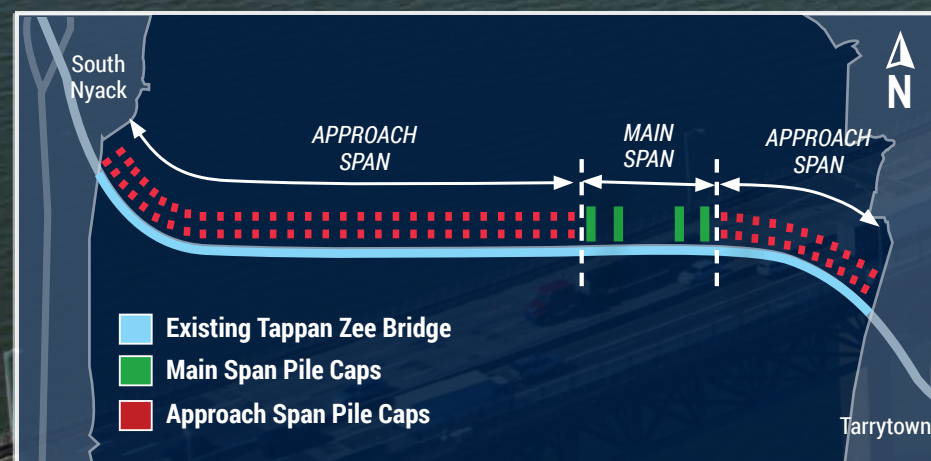 South
Nyack
APPROACH
SPAN
MAIN
SPAN
APPROACH
SPAN
N
Existing Tappan Zee Bridge
Main Span Pile Caps
Approach Span Pile Caps
Tarrytown